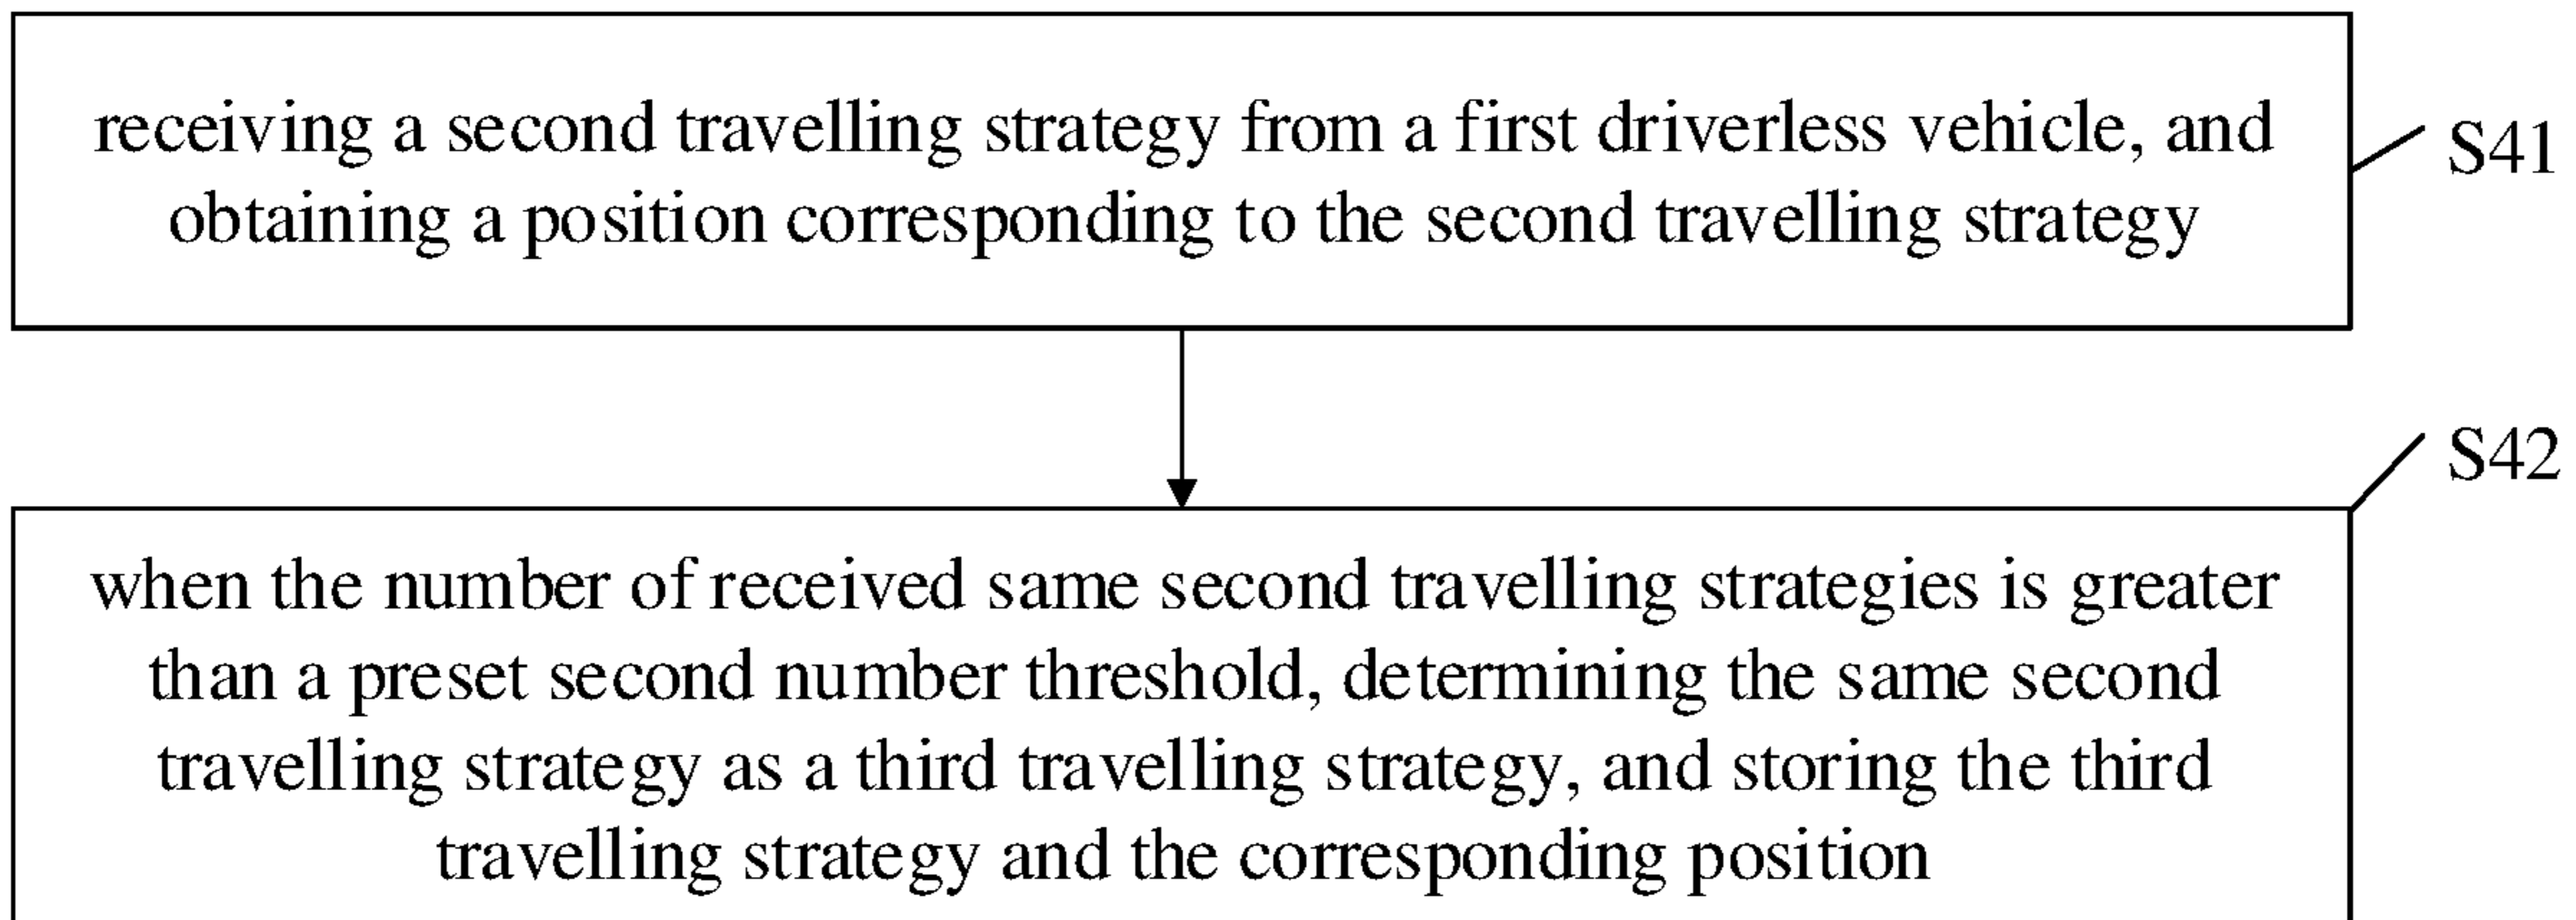 receiving a second travelling strategy from a first driverless vehicle, and
obtaining a position corresponding to the second travelling strategy
S41
S42
when the number of received same second travelling strategies is greater
than a preset second number threshold, determining the same second
travelling strategy as a third travelling strategy, and storing the third
travelling strategy and the corresponding position